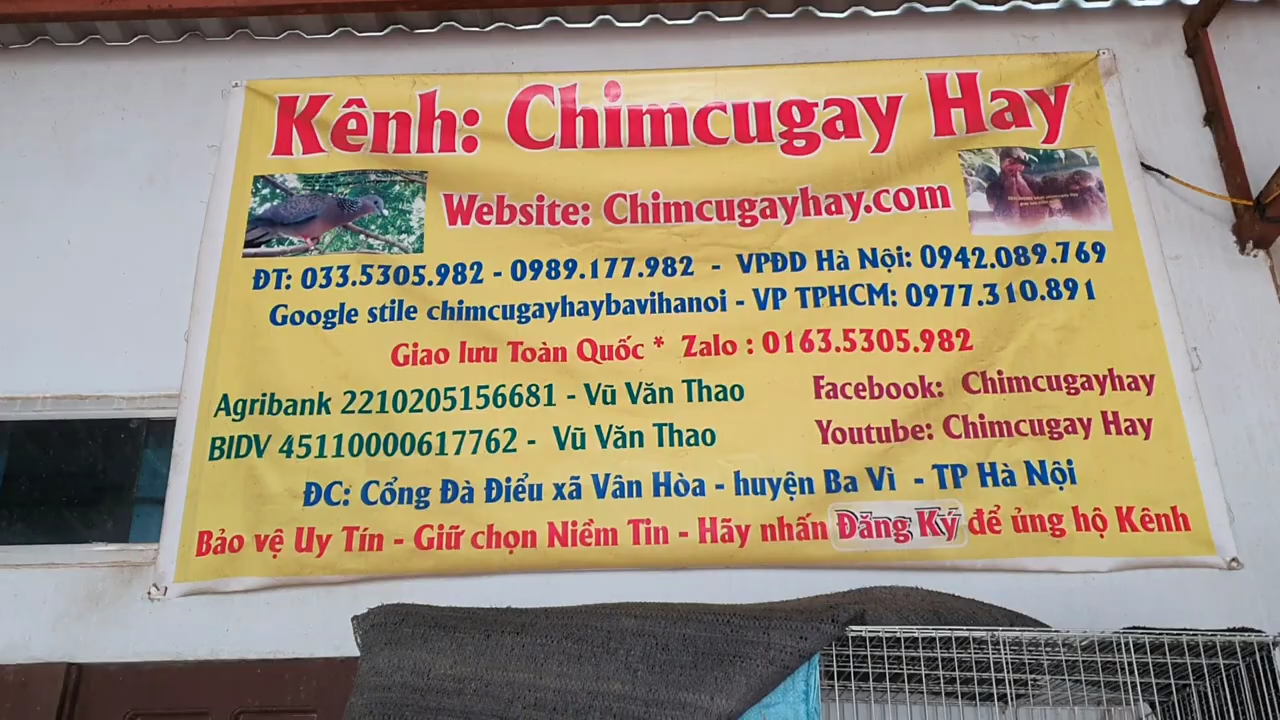 Kênh: Chimcugay Hay
Website: Chimcugayhay.com
ĐT: 033.5305.982 - 0989.177.982 - VPĐD Hà Nội: 0942.089.769
Google stile chimcugayhaybavihanoi - VP TPHCM: 0977.310.891
Giao lưu Toàn Quốc * Zalo : 0163.5305.982
Agribank 2210205156681 - Vũ Văn Thao
Facebook: Chimcugayhay
BIDV 45110000617762 - Vũ Văn Thao
Youtube: Chimcugay Hay
ĐC: Cổng Đà Điểu xã Vân Hòa - huyện Ba Vì - TP Hà Nội
Bảo vệ Uy Tín - Giữ chọn Niềm Tin - Hãy nhấn Đăng Ký để ủng hộ Kênh